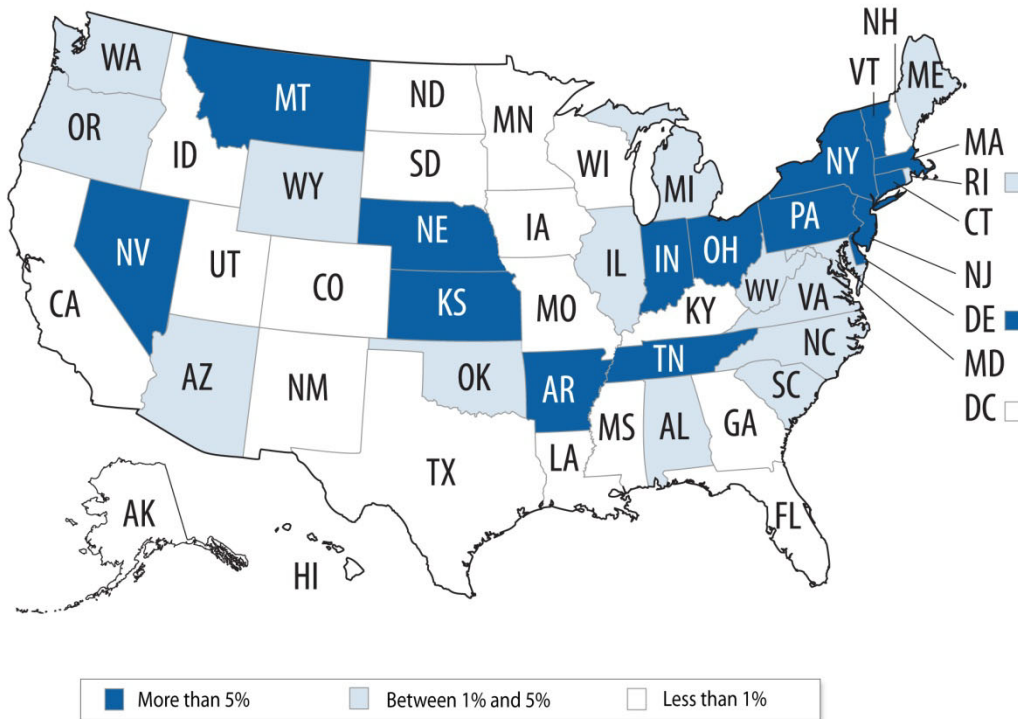 NH
WA
VT
ME
MT
ND
MN
OR
ID
SD
WI
NY
MA
WY
MI
RI
PA
CT
NE
IA
NV
IN
OH
NJ
UT
IL
CO
WV
VA
CA
KS
MO
KY
DE
NC
TN
MD
AZ
OK
NM
AR
SC
DC
MS
AL
GA
LA
TX
AK
FL
HI
More than 5%
Between 1% and 5%
Less than 1%